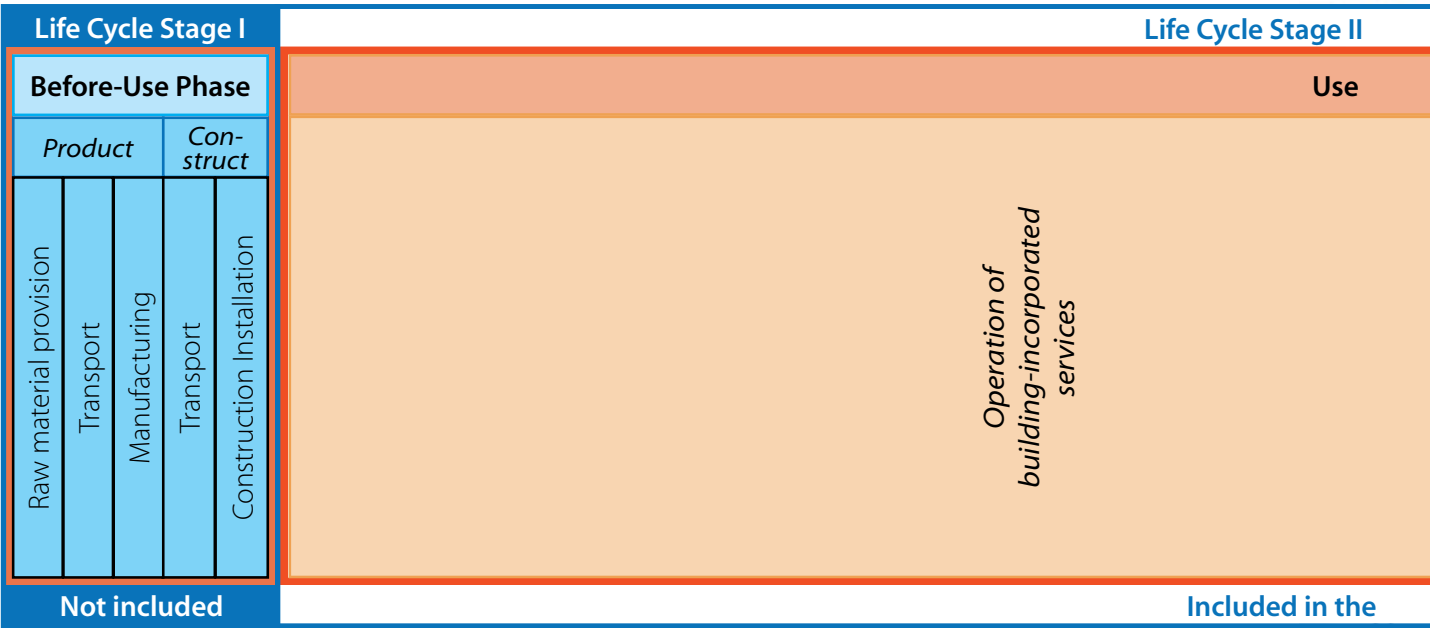 Life Cycle Stage I
Life Cycle Stage II
Before-Use Phase
Use
Product
Con-
struct
Raw material provision
Transport
Manufacturing
Transport
Construction Installation
Operation of
building-incorporated
services
Not included
Included in the